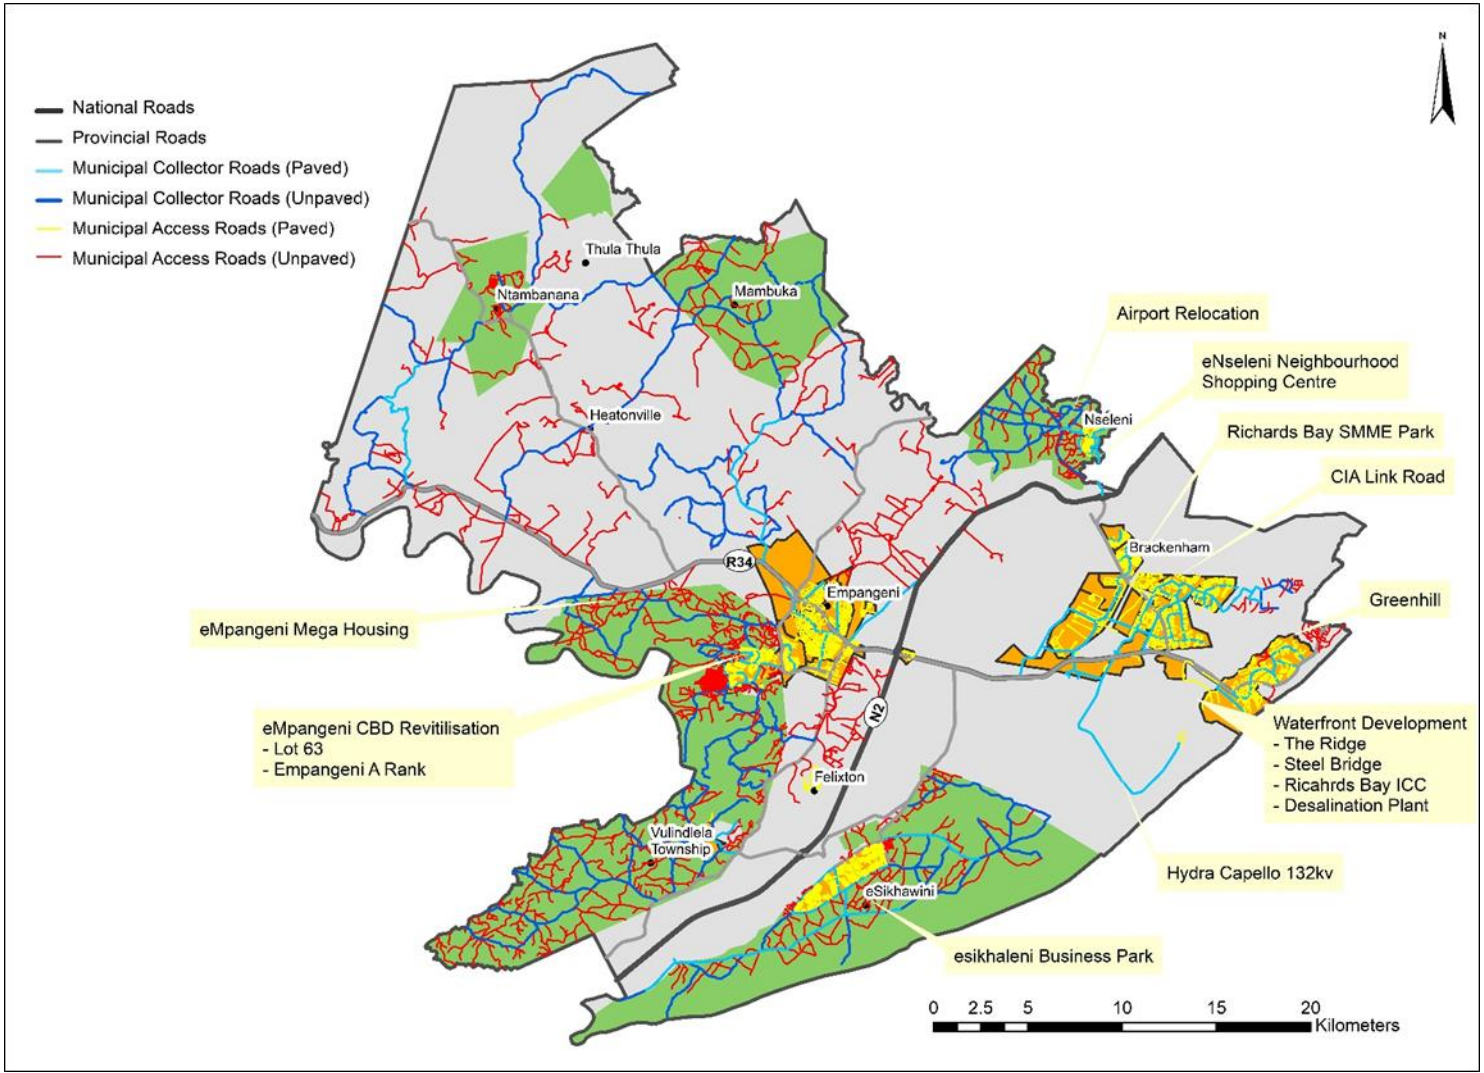 N
National Roads
Provincial Roads
Municipal Collector Roads (Paved)
Municipal Collector Roads (Unpaved)
Municipal Access Roads (Paved)
Municipal Access Roads (Unpaved)
Thula Thula
Ntambanana
Mambuka
Airport Relocation
eNseleni Neighbourhood
Shopping Centre
Heatonville
Nseleni
Richards Bay SMME Park
CIA Link Road
Brackenham
R34
Empangeni
Greenhill
eMpangeni Mega Housing
N2
eMpangeni CBD Revitilisation
- Lot 63
- Empangeni A Rank
Waterfront Development
- The Ridge
- Steel Bridge
- Ricahrds Bay ICC
- Desalination Plant
Felixton
Vulindlela
Township
Hydra Capello 132kv
eSikhawini
esikhaleni Business Park
0 2.5 5 10 15 20
Kilometers